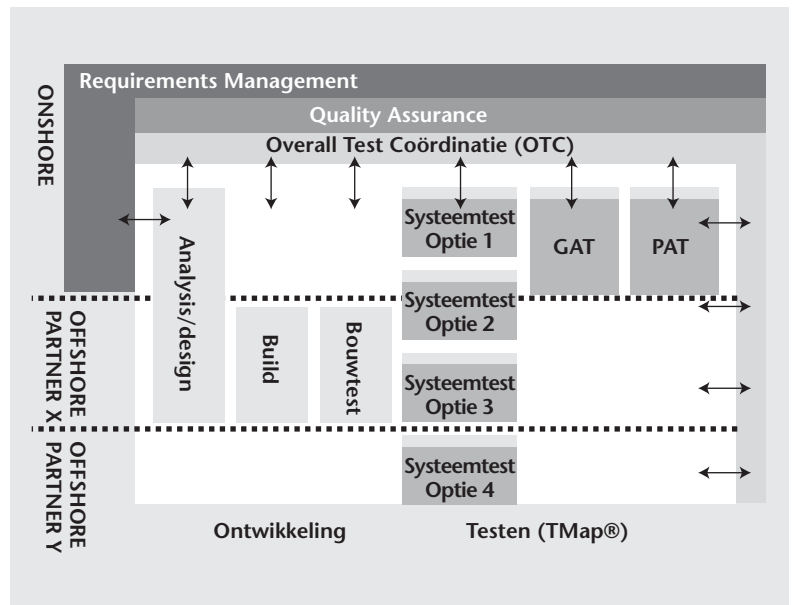 Requirements Management
Quality Assurance
Overall Test Coördinatie (OTC)
ONSHORE
Analysis/design
Systeemtest
Optie 1
GAT
PAT
OFFSHORE
PARTNER X
Build
Bouwtest
Systeemtest
Optie 2
Systeemtest
Optie 3
OFFSHORE
PARTNER Y
Systeemtest
Optie 4
Ontwikkeling
Testen (TMap®)